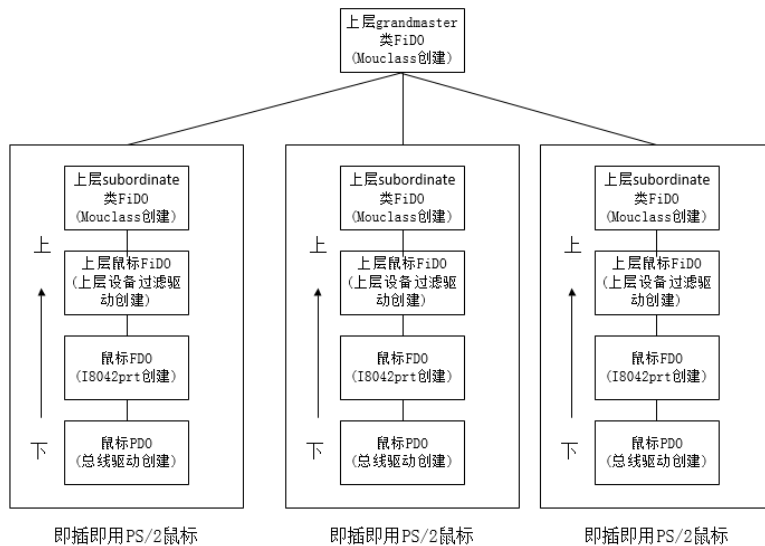 上层grandmaster
类FiDO
(Mouclass创建)
上层subordinate
类FiDO
(Mouclass创建)
上
上层鼠标FiDO
(上层设备过滤驱
动创建)
鼠标FDO
(I8042prt创建)
下
鼠标PDO
(总线驱动创建)
即插即用PS/2鼠标
上层subordinate
类FiDO
(Mouclass创建)
上
上层鼠标FiDO
(上层设备过滤驱
动创建)
鼠标FDO
(I8042prt创建)
下
鼠标PDO
(总线驱动创建)
即插即用PS/2鼠标
上层subordinate
类FiDO
(Mouclass创建)
上
上层鼠标FiDO
(上层设备过滤驱
动创建)
鼠标FDO
(I8042prt创建)
下
鼠标PDO
(总线驱动创建)
即插即用PS/2鼠标